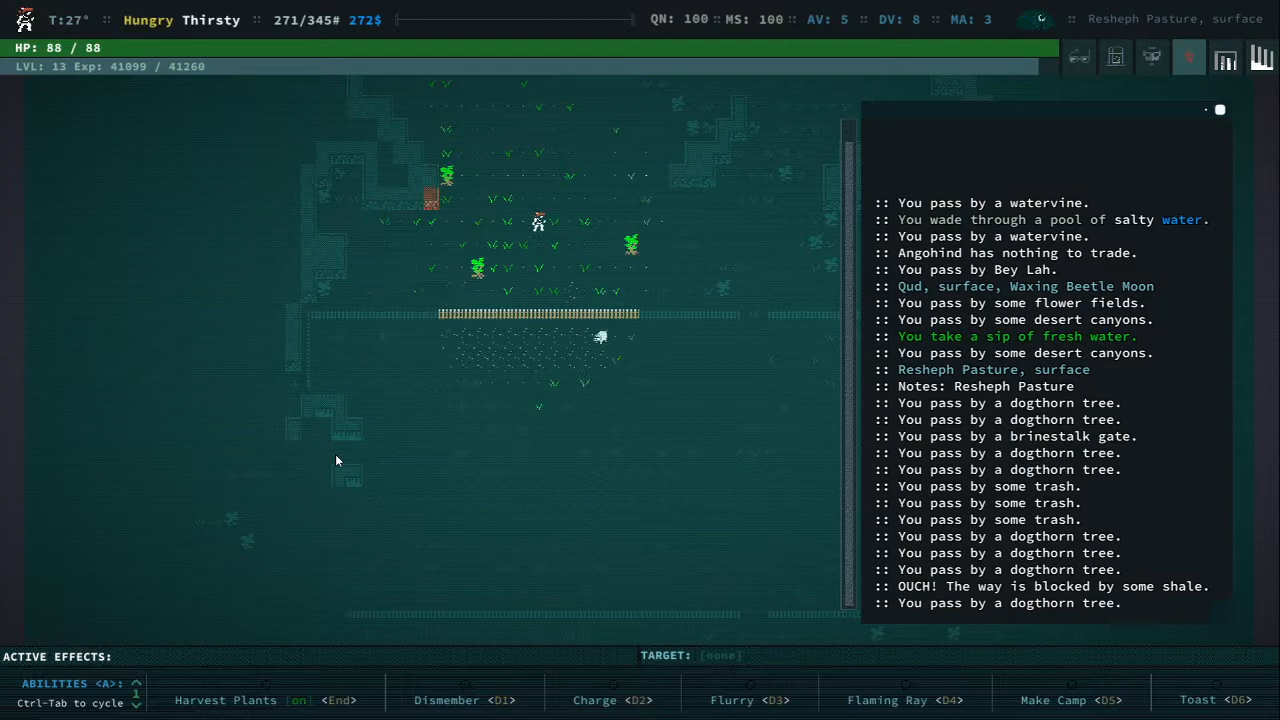 T:27° :: Hungry Thirsty :: 271/345# 272$ QN: 100 :: MS: 100 :: AV: 5 :: DV: 8 :: MA: 3 :: Resheph Pasture, surface
HP: 88 / 88
LVL: 13 Exp: 41099 / 41260
:: You pass by a watervine.
:: You wade through a pool of salty water.
:: You pass by a watervine.
:: Angohind has nothing to trade.
:: You pass by Bey Lah.
:: Qud, surface, Waxing Beetle Moon
:: You pass by some flower fields.
:: You pass by some desert canyons.
:: You take a sip of fresh water.
:: You pass by some desert canyons.
:: Resheph Pasture, surface
:: Notes: Resheph Pasture
:: You pass by a dogthorn tree.
:: You pass by a dogthorn tree.
:: You pass by a brinestalk gate.
:: You pass by a dogthorn tree.
:: You pass by a dogthorn tree.
:: You pass by some trash.
:: You pass by some trash.
:: You pass by some trash.
:: You pass by a dogthorn tree.
:: You pass by a dogthorn tree.
:: You pass by a dogthorn tree.
:: OUCH! The way is blocked by some shale.
:: You pass by a dogthorn tree.
ACTIVE EFFECTS: TARGET: [none]
ABILITIES <A>: 1
Ctrl-Tab to cycle
Harvest Plants [on] <End> Dismember <D1> Charge <D2> Flurry <D3> Flaming Ray <D4> Make Camp <D5> Toast <D6>